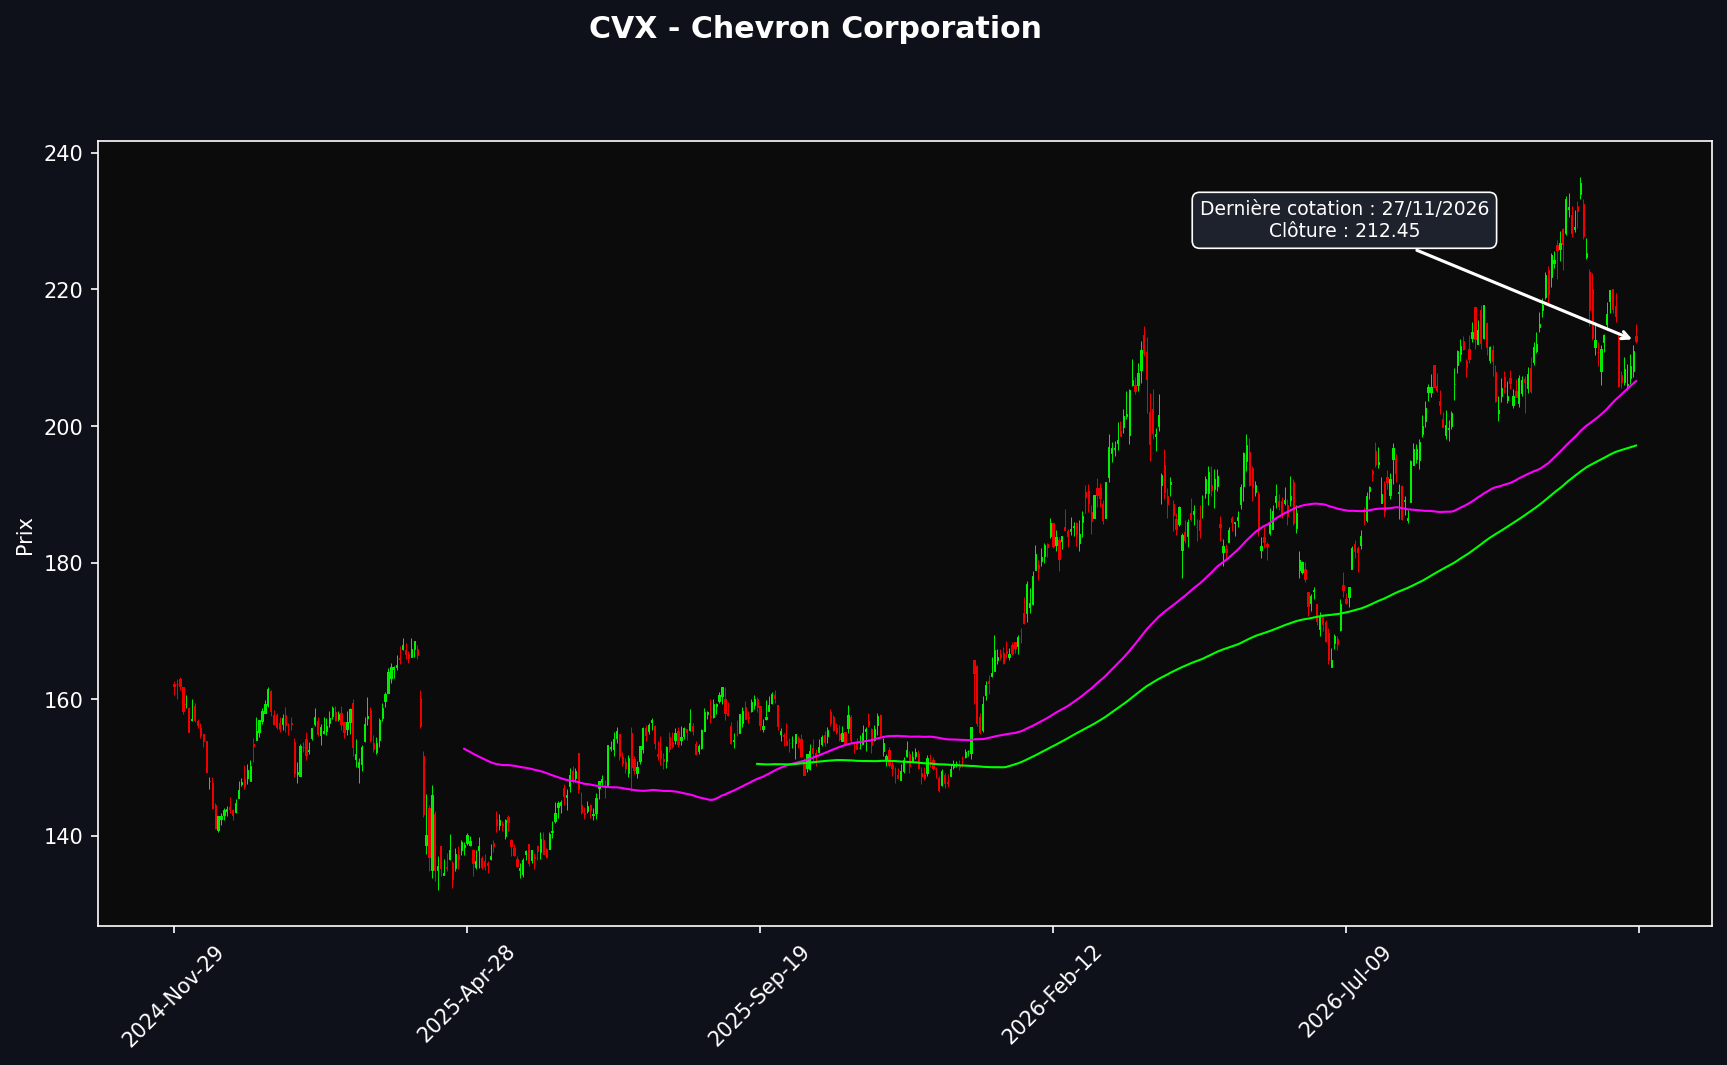 CVX - Chevron Corporation
240
220
200
180
160
140
Prix
Dernière cotation : 27/11/2026
Clôture : 212.45
2024-Nov-29
2025-Apr-28
2025-Sep-19
2026-Feb-12
2026-Jul-09